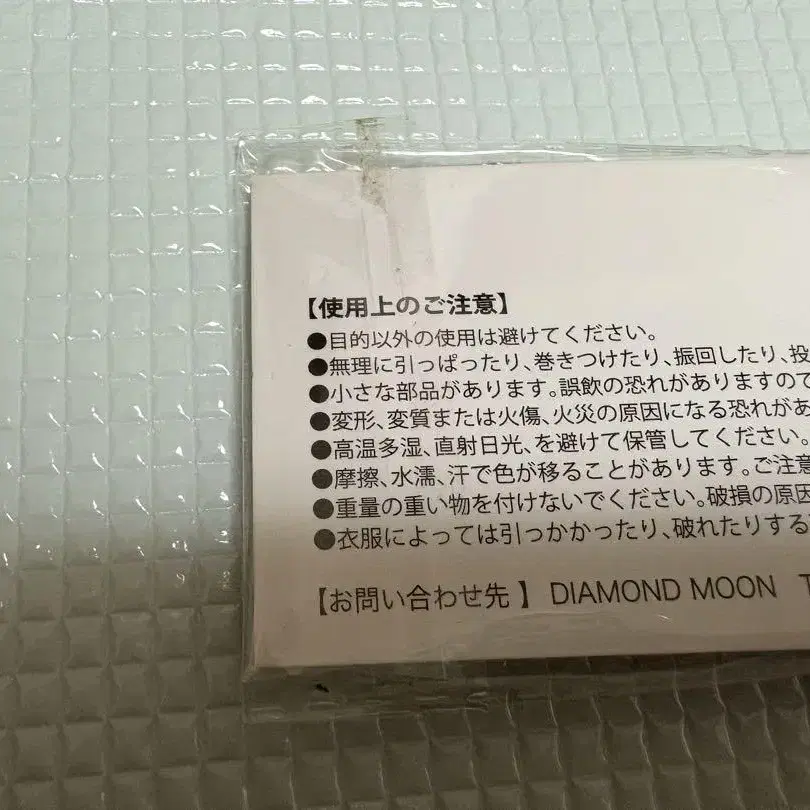 【使用上のご注意】
●目的以外の使用は避けてください。
●無理に引っぱったり、巻きつけたり、振回したり、投
●小さな部品があります。誤飲の恐れがありますので
●変形、変質または火傷、火災の原因になる恐れがあ
●高温多湿、直射日光、を避けて保管してください。
●摩擦、水濡、汗で色が移ることがあります。ご注意
●重量の重い物を付けないでください。破損の原因
●衣服によっては引っかかったり、破れたりする
【お問い合わせ先 】 DIAMOND MOON T